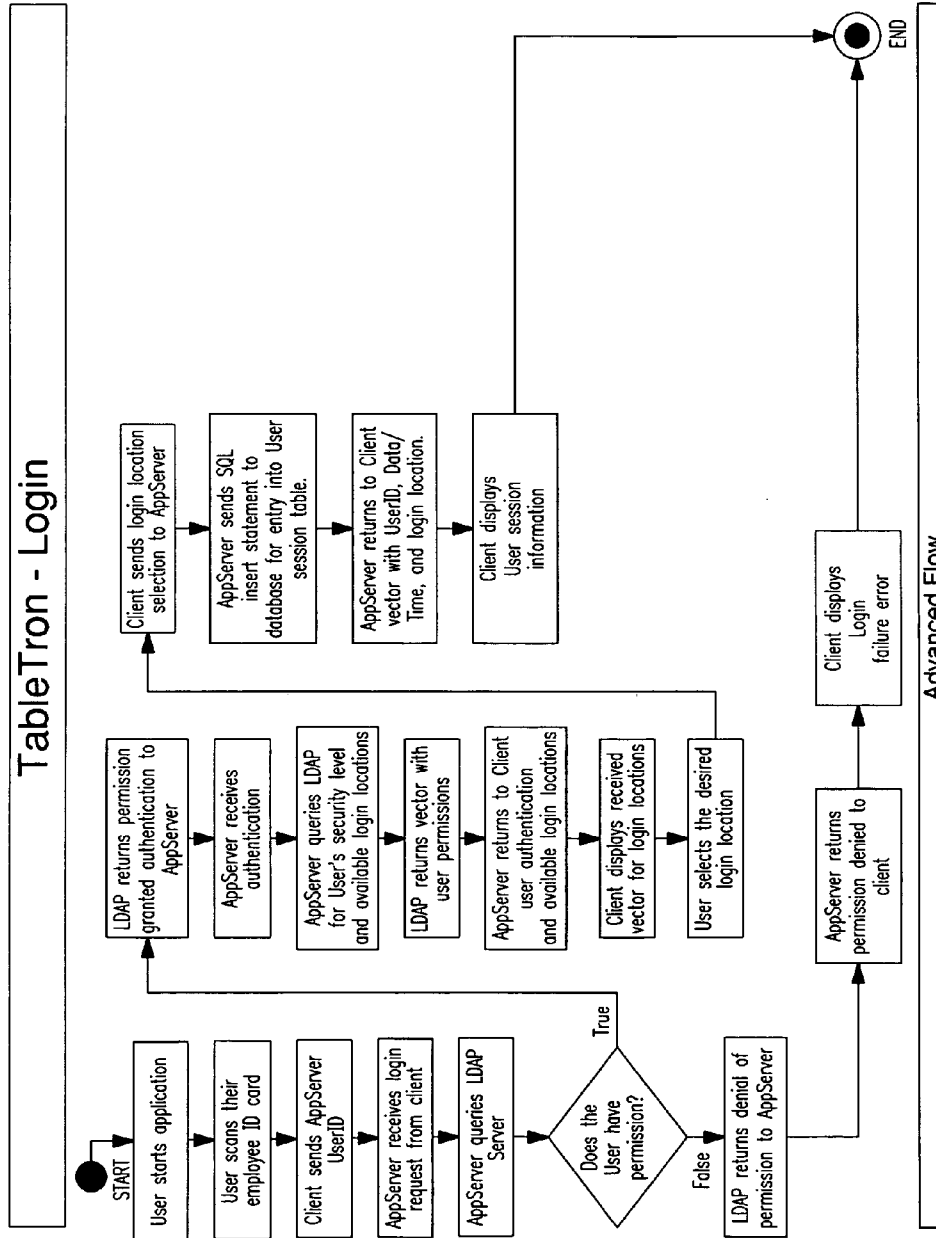 TableTron - Login
START
User starts application
User scans their
employee ID card
Client sends AppServer
UserID
AppServer receives login
request from client
AppServer queries LDAP
Server
Does the
User have
permission?
True
False
LDAP returns denial of
permission to AppServer
LDAP returns permission
granted authentication to
AppServer
AppServer receives
authentication
AppServer queries LDAP
for User's security level
and available login locations
LDAP returns vector with
user permissions
AppServer returns to Client
user authentication
and available login locations
Client displays received
vector for login locations
User selects the desired
login location
AppServer returns
permission denied to
client
Client sends login location
selection to AppServer
AppServer sends SQL
insert statement to
database for entry into User
session table.
AppServer returns to Client
vector with UserID, Data/
Time, and login location.
Client displays
User session
information
Client displays
Login
failure error
END
Advanced Flow